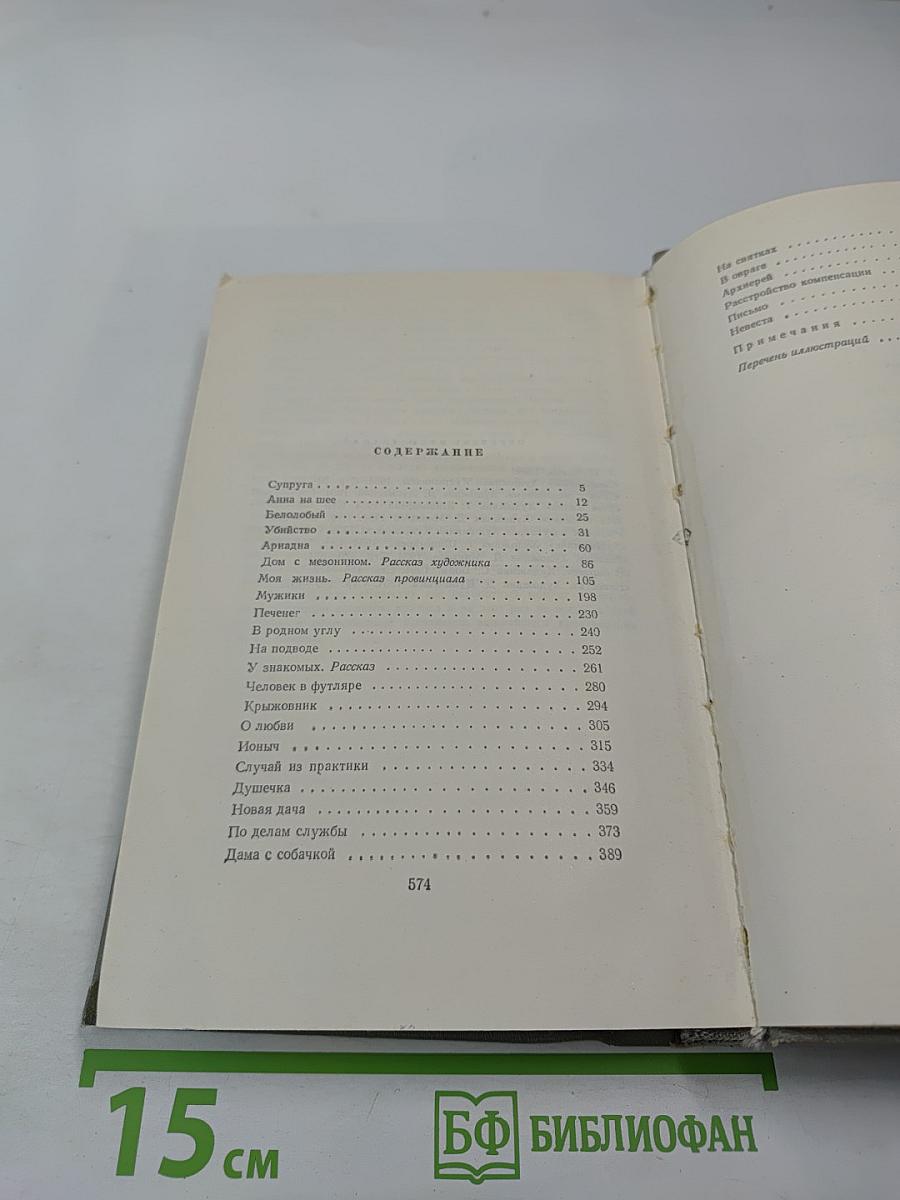 СОДЕРЖАНИЕ
Супруга . . . . . . . . . . . . . . . . . . . . . . . . 5
Анна на шее . . . . . . . . . . . . . . . . . . . . . . 12
Белолобый . . . . . . . . . . . . . . . . . . . . . . . 25
Убийство . . . . . . . . . . . . . . . . . . . . . . . 31
Ариадна . . . . . . . . . . . . . . . . . . . . . . . 60
Дом с мезонином. Рассказ художника . . . . . . 86
Моя жизнь. Рассказ провинциала . . . . . . . . 105
Мужики . . . . . . . . . . . . . . . . . . . . . . . 198
Печенег . . . . . . . . . . . . . . . . . . . . . . . 230
В родном углу . . . . . . . . . . . . . . . . . . . . 240
На подводе . . . . . . . . . . . . . . . . . . . . . 252
У знакомых. Рассказ . . . . . . . . . . . . . . . . 261
Человек в футляре . . . . . . . . . . . . . . . . . 280
Крыжовник . . . . . . . . . . . . . . . . . . . . . 294
О любви . . . . . . . . . . . . . . . . . . . . . . 305
Ионыч . . . . . . . . . . . . . . . . . . . . . . . 315
Случай из практики . . . . . . . . . . . . . . . . 334
Душечка . . . . . . . . . . . . . . . . . . . . . . 346
Новая дача . . . . . . . . . . . . . . . . . . . . . 359
По делам службы . . . . . . . . . . . . . . . . . 373
Дама с собачкой . . . . . . . . . . . . . . . . . . 389
574
На святках . . . . . . . . . .
В овраге . . . . . . . . . . .
Архиерей . . . . . . . . . . .
Расстройство компенсации . . .
Письмо . . . . . . . . . . . .
Невеста . . . . . . . . . . . .
Примечания . . . . .
Перечень иллюстраций . . .
15 см
БФ БИБЛИОФАН